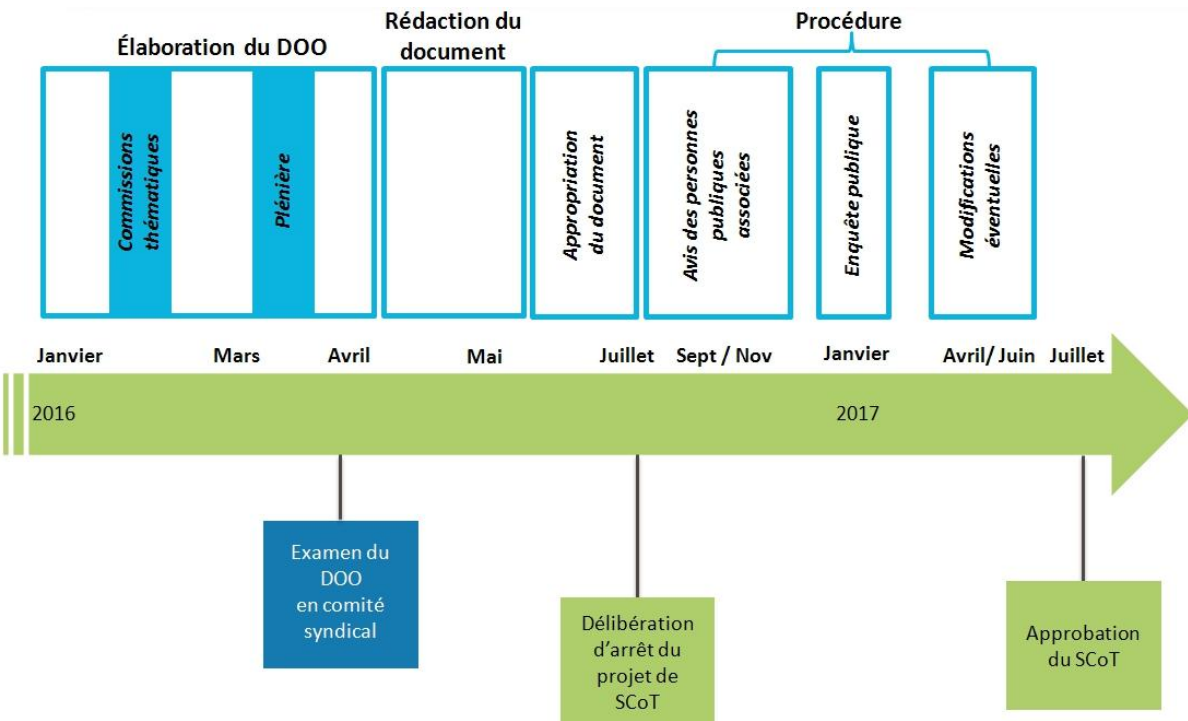 Élaboration du DOO
Rédaction du
document
Procédure
Commissions
thématiques
Plénière
Appropriation
du document
Avis des personnes
publiques
associées
Enquête publique
Modifications
éventuelles
Janvier
Mars
Avril
Mai
Juillet
Sept / Nov
Janvier
Avril/ Juin
Juillet
2016
2017
Examen du
DOO
en comité
syndical
Délibération
d’arrêt du
projet de
SCoT
Approbation
du SCoT